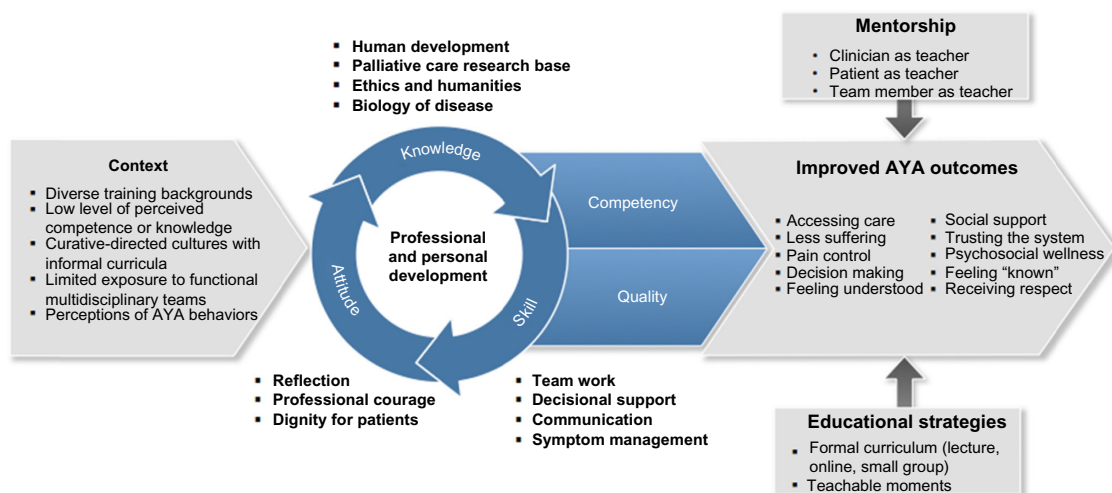 Context
▪ Diverse training backgrounds
▪ Low level of perceived
competence or knowledge
▪ Curative-directed cultures with
informal curricula
▪ Limited exposure to functional
multidisciplinary teams
▪ Perceptions of AYA behaviors
▪ Human development
▪ Palliative care research base
▪ Ethics and humanities
▪ Biology of disease
Knowledge
Attitude
Skill
Professional
and personal
development
▪ Reflection
▪ Professional courage
▪ Dignity for patients
▪ Team work
▪ Decisional support
▪ Communication
▪ Symptom management
Competency
Quality
Mentorship
• Clinician as teacher
• Patient as teacher
• Team member as teacher
Improved AYA outcomes
▪ Accessing care
▪ Less suffering
▪ Pain control
▪ Decision making
▪ Feeling understood
▪ Social support
▪ Trusting the system
▪ Psychosocial wellness
▪ Feeling “known”
▪ Receiving respect
Educational strategies
▪ Formal curriculum (lecture,
online, small group)
▪ Teachable moments